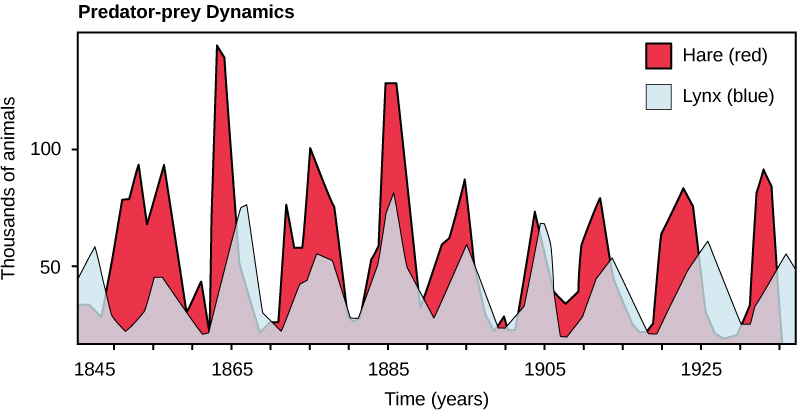 Predator-prey Dynamics
Hare (red)
Lynx (blue)
Thousands of animals
100
50
1845 1865 1885 1905 1925
Time (years)